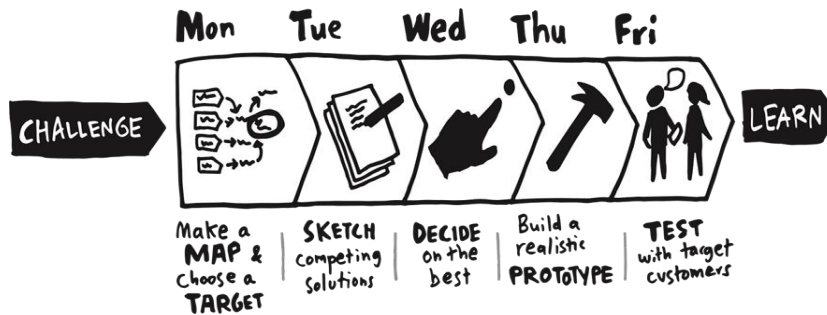 Mon
Tue
Wed
Thu
Fri
CHALLENGE
LEARN
Make a
MAP &
choose a
TARGET
SKETCH
competing
solutions
DECIDE
on the
best
Build a
realistic
PROTOTYPE
TEST
with target
customers